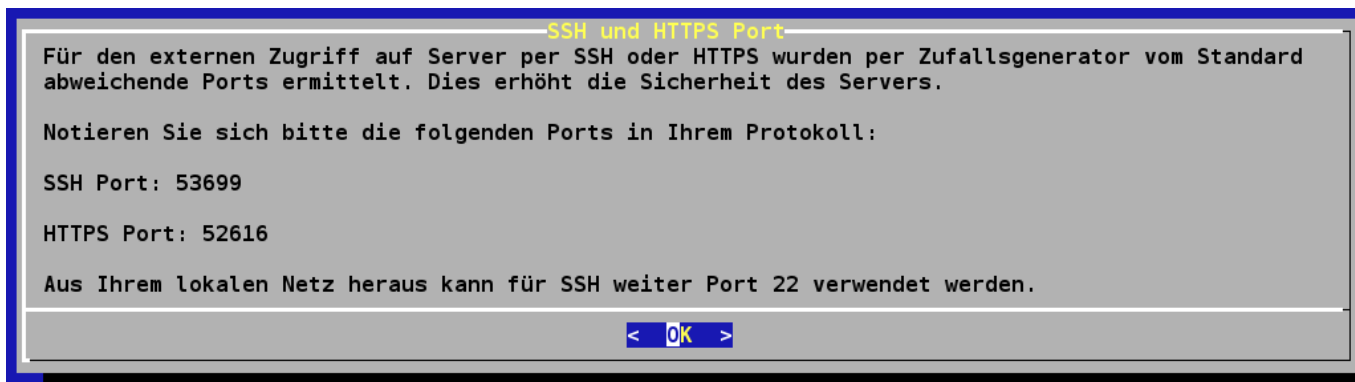 SSH und HTTPS Port
Für den externen Zugriff auf Server per SSH oder HTTPS wurden per Zufallsgenerator vom Standard
abweichende Ports ermittelt. Dies erhöht die Sicherheit des Servers.
Notieren Sie sich bitte die folgenden Ports in Ihrem Protokoll:
SSH Port: 53699
HTTPS Port: 52616
Aus Ihrem lokalen Netz heraus kann für SSH weiter Port 22 verwendet werden.
< OK >